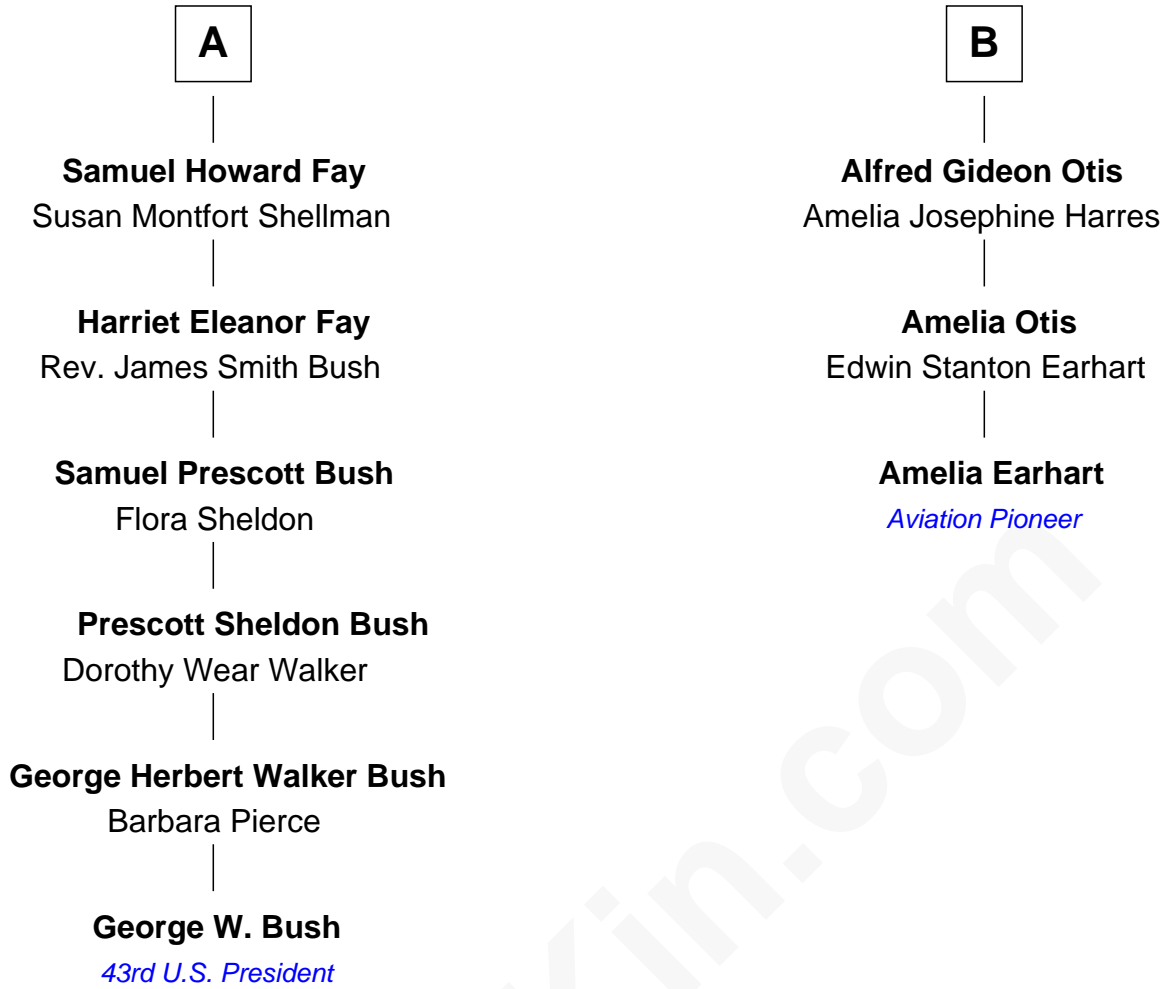 A
Samuel Howard Fay
Susan Montfort Shellman
Harriet Eleanor Fay
Rev. James Smith Bush
Samuel Prescott Bush
Flora Sheldon
Prescott Sheldon Bush
Dorothy Wear Walker
George Herbert Walker Bush
Barbara Pierce
George W. Bush
43rd U.S. President
B
Alfred Gideon Otis
Amelia Josephine Harres
Amelia Otis
Edwin Stanton Earhart
Amelia Earhart
Aviation Pioneer
Kin.com